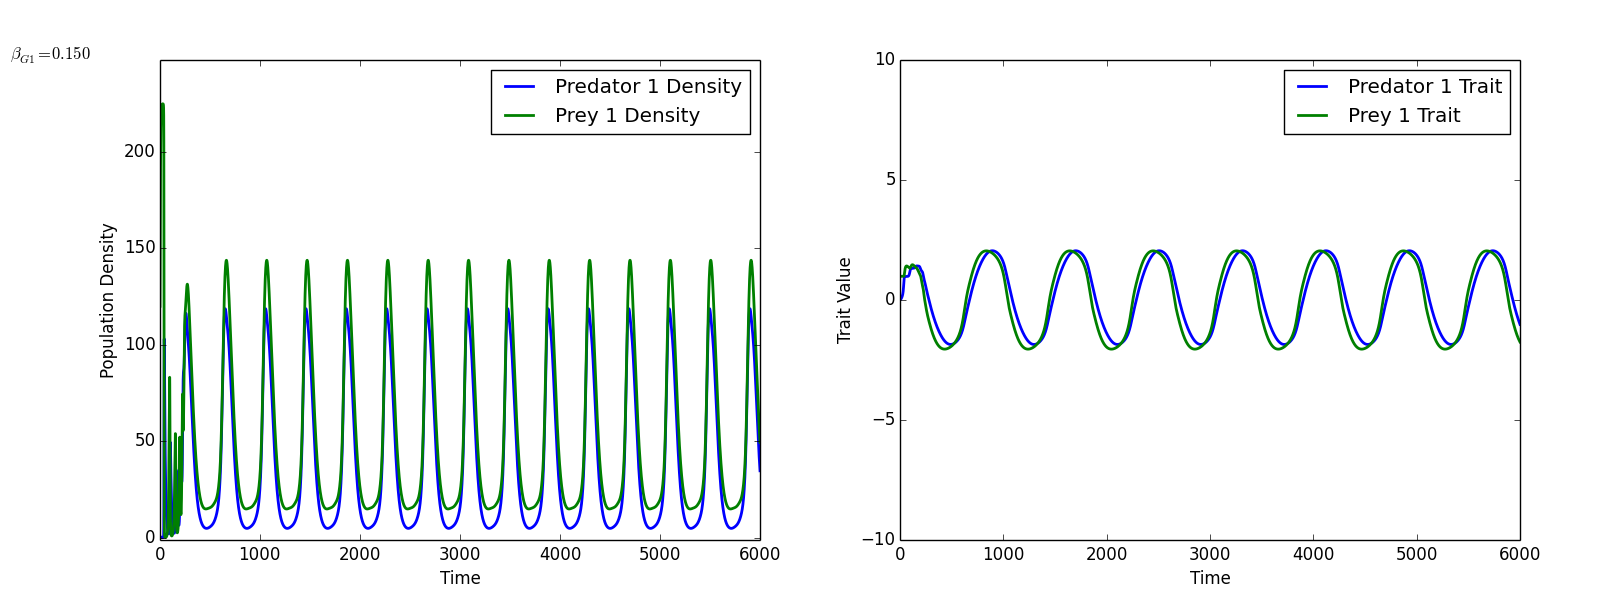 β_G1=0.150
Predator 1 Density
Prey 1 Density
Population Density
200
150
100
50
0
0 1000 2000 3000 4000 5000 6000
Time
Predator 1 Trait
Prey 1 Trait
Trait Value
10
5
0
−5
−10
0 1000 2000 3000 4000 5000 6000
Time